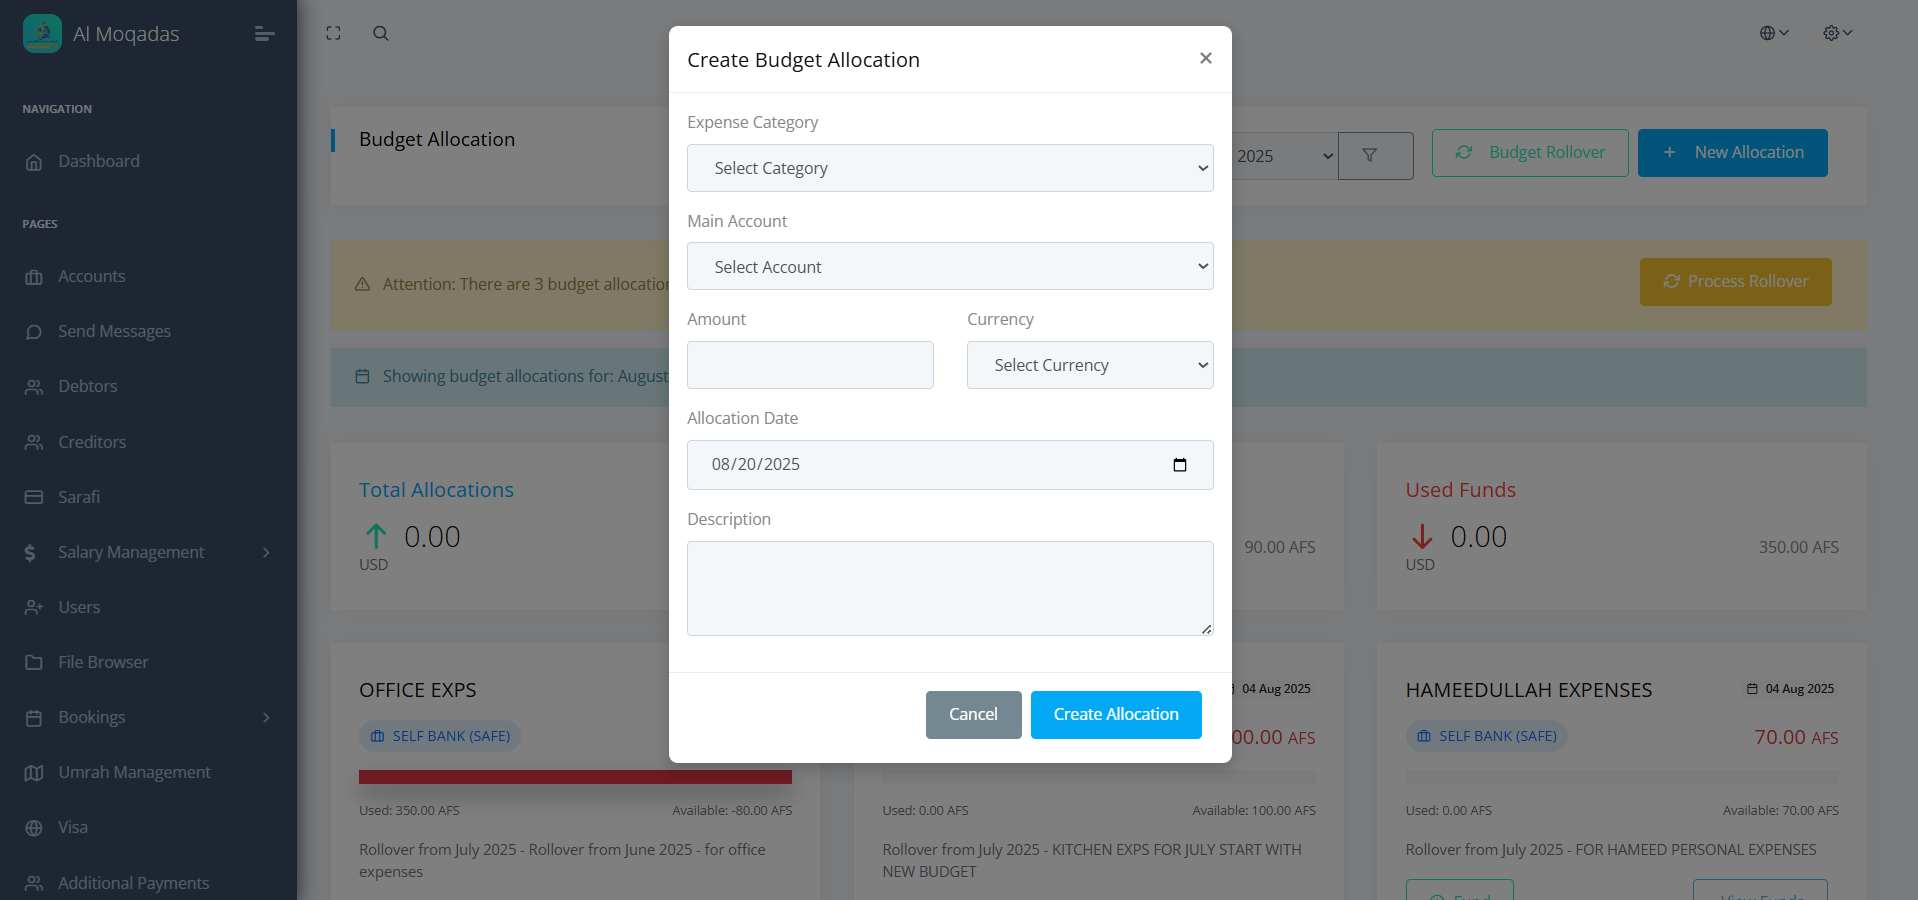 Al Moqadas
NAVIGATION
Dashboard
PAGES
Accounts
Send Messages
Debtors
Creditors
Sarafi
Salary Management
Users
File Browser
Bookings
Umrah Management
Visa
Additional Payments
Budget Allocation
2025
Budget Rollover
New Allocation
Attention: There are 3 budget
Process Rollover
Showing budget allocations for: August
Total Allocations
0.00
USD
90.00 AFS
Used Funds
0.00
USD
350.00 AFS
OFFICE EXPS
SELF BANK (SAFE)
Used: 350.00 AFS
Available: -80.00 AFS
Rollover from July 2025 - Rollover from June 2025 - for office
expenses
04 Aug 2025
00.00 AFS
Used: 0.00 AFS
Available: 100.00 AFS
Rollover from July 2025 - KITCHEN EXPS FOR JULY START WITH
NEW BUDGET
HAMEEDULLAH EXPENSES
04 Aug 2025
SELF BANK (SAFE)
70.00 AFS
Used: 0.00 AFS
Available: 70.00 AFS
Rollover from July 2025 - FOR HAMEED PERSONAL EXPENSES
Fund
View Funds
Create Budget Allocation
×
Expense Category
Select Category
Main Account
Select Account
Amount
Currency
Select Currency
Allocation Date
08/20/2025
Description
Cancel
Create Allocation